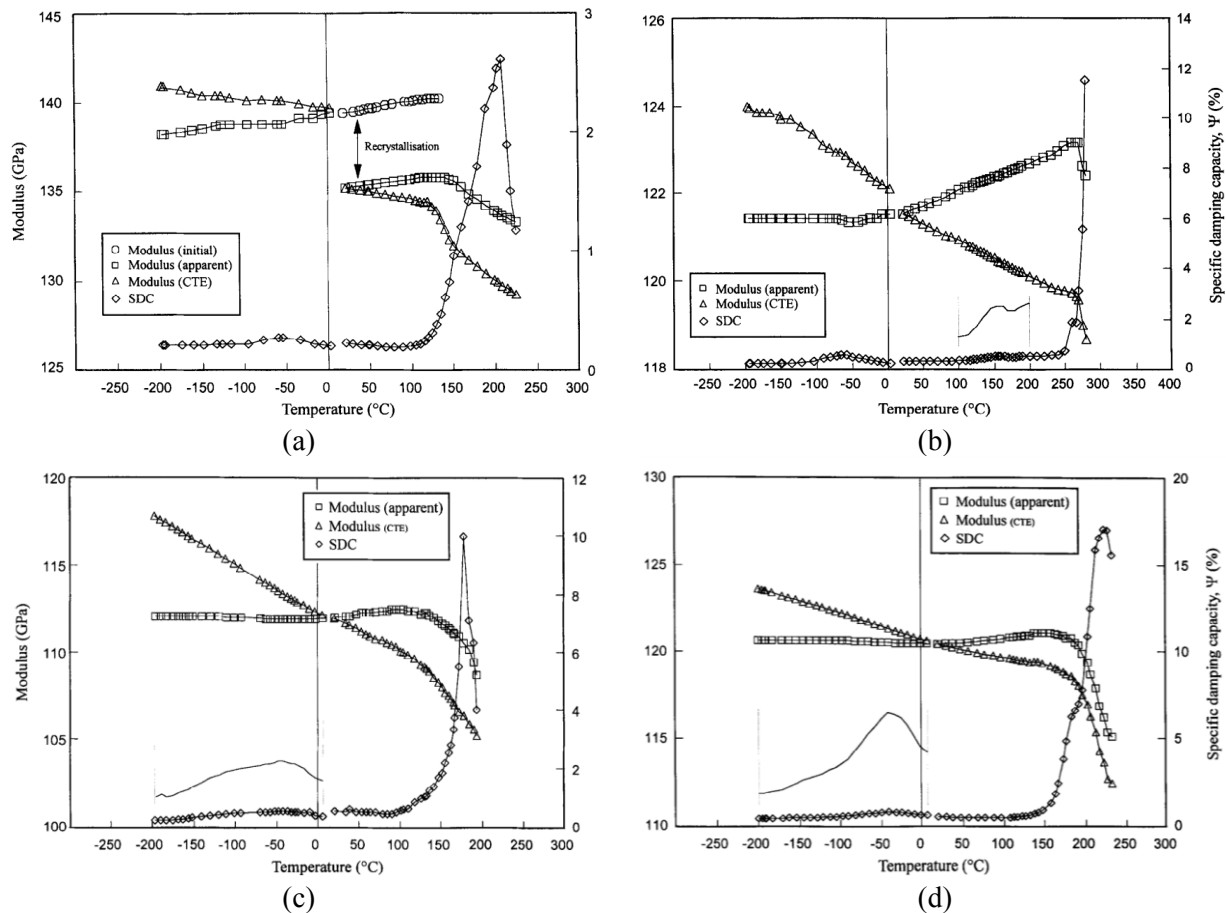 145
140
135
130
125
Modulus (GPa)
3
2
1
0
Recrystallisation
Modulus (initial)
Modulus (apparent)
Modulus (CTE)
SDC
-250 -200 -150 -100 -50 0 50 100 150 200 250 300
Temperature (°C)
(a)
126
124
122
120
118
14
12
10
8
6
4
2
0
Specific damping capacity, Ψ (%)
Modulus (apparent)
Modulus (CTE)
SDC
-250 -200 -150 -100 -50 0 50 100 150 200 250 300 350 400
Temperature (°C)
(b)
120
115
110
105
100
Modulus (GPa)
12
10
8
6
4
2
0
Modulus (apparent)
Modulus (CTE)
SDC
-250 -200 -150 -100 -50 0 50 100 150 200 250 300
Temperature (°C)
(c)
130
125
120
115
110
20
15
10
5
0
Specific damping capacity, Ψ (%)
Modulus (apparent)
Modulus (CTE)
SDC
-250 -200 -150 -100 -50 0 50 100 150 200 250 300
Temperature (°C)
(d)